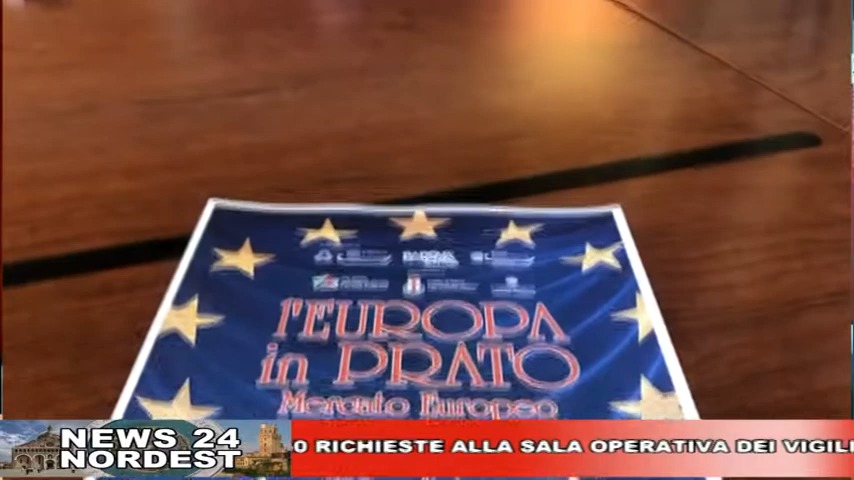 l'EUROPA
in PRATO
Mercato Europeo
NEWS 24
NORDEST
0 RICHIESTE ALLA SALA OPERATIVA DEI VIGILI